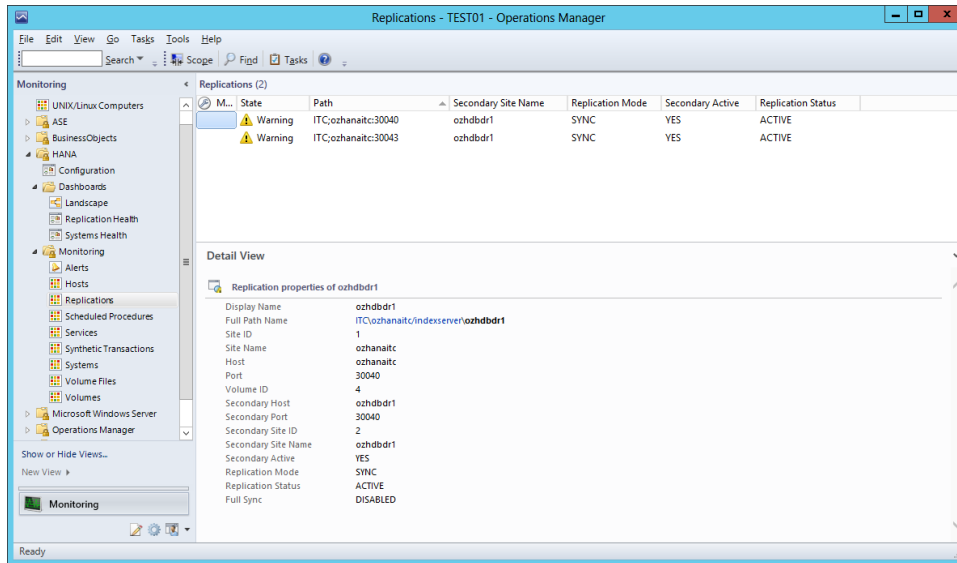 Replications - TEST01 - Operations Manager
File Edit View Go Tasks Tools Help
Search Scope Find Tasks
Monitoring
UNIX/Linux Computers
ASE
BusinessObjects
HANA
Configuration
Dashboards
Landscape
Replication Health
Systems Health
Monitoring
Alerts
Hosts
Replications
Scheduled Procedures
Services
Synthetic Transactions
Systems
Volume Files
Volumes
Microsoft Windows Server
Operations Manager
Show or Hide Views...
New View
Monitoring
Replications (2)
M... State Path Secondary Site Name Replication Mode Secondary Active Replication Status
Warning ITC;ozhanaitc:30040 ozhdbdr1 SYNC YES ACTIVE
Warning ITC;ozhanaitc:30043 ozhdbdr1 SYNC YES ACTIVE
Detail View
Replication properties of ozhdbdr1
Display Name ozhdbdr1
Full Path Name ITC\ozhanaitc/indexserver\ozhdbdr1
Site ID 1
Site Name ozhanaitc
Host ozhanaitc
Port 30040
Volume ID 4
Secondary Host ozhdbdr1
Secondary Port 30040
Secondary Site ID 2
Secondary Site Name ozhdbdr1
Secondary Active YES
Replication Mode SYNC
Replication Status ACTIVE
Full Sync DISABLED
Ready